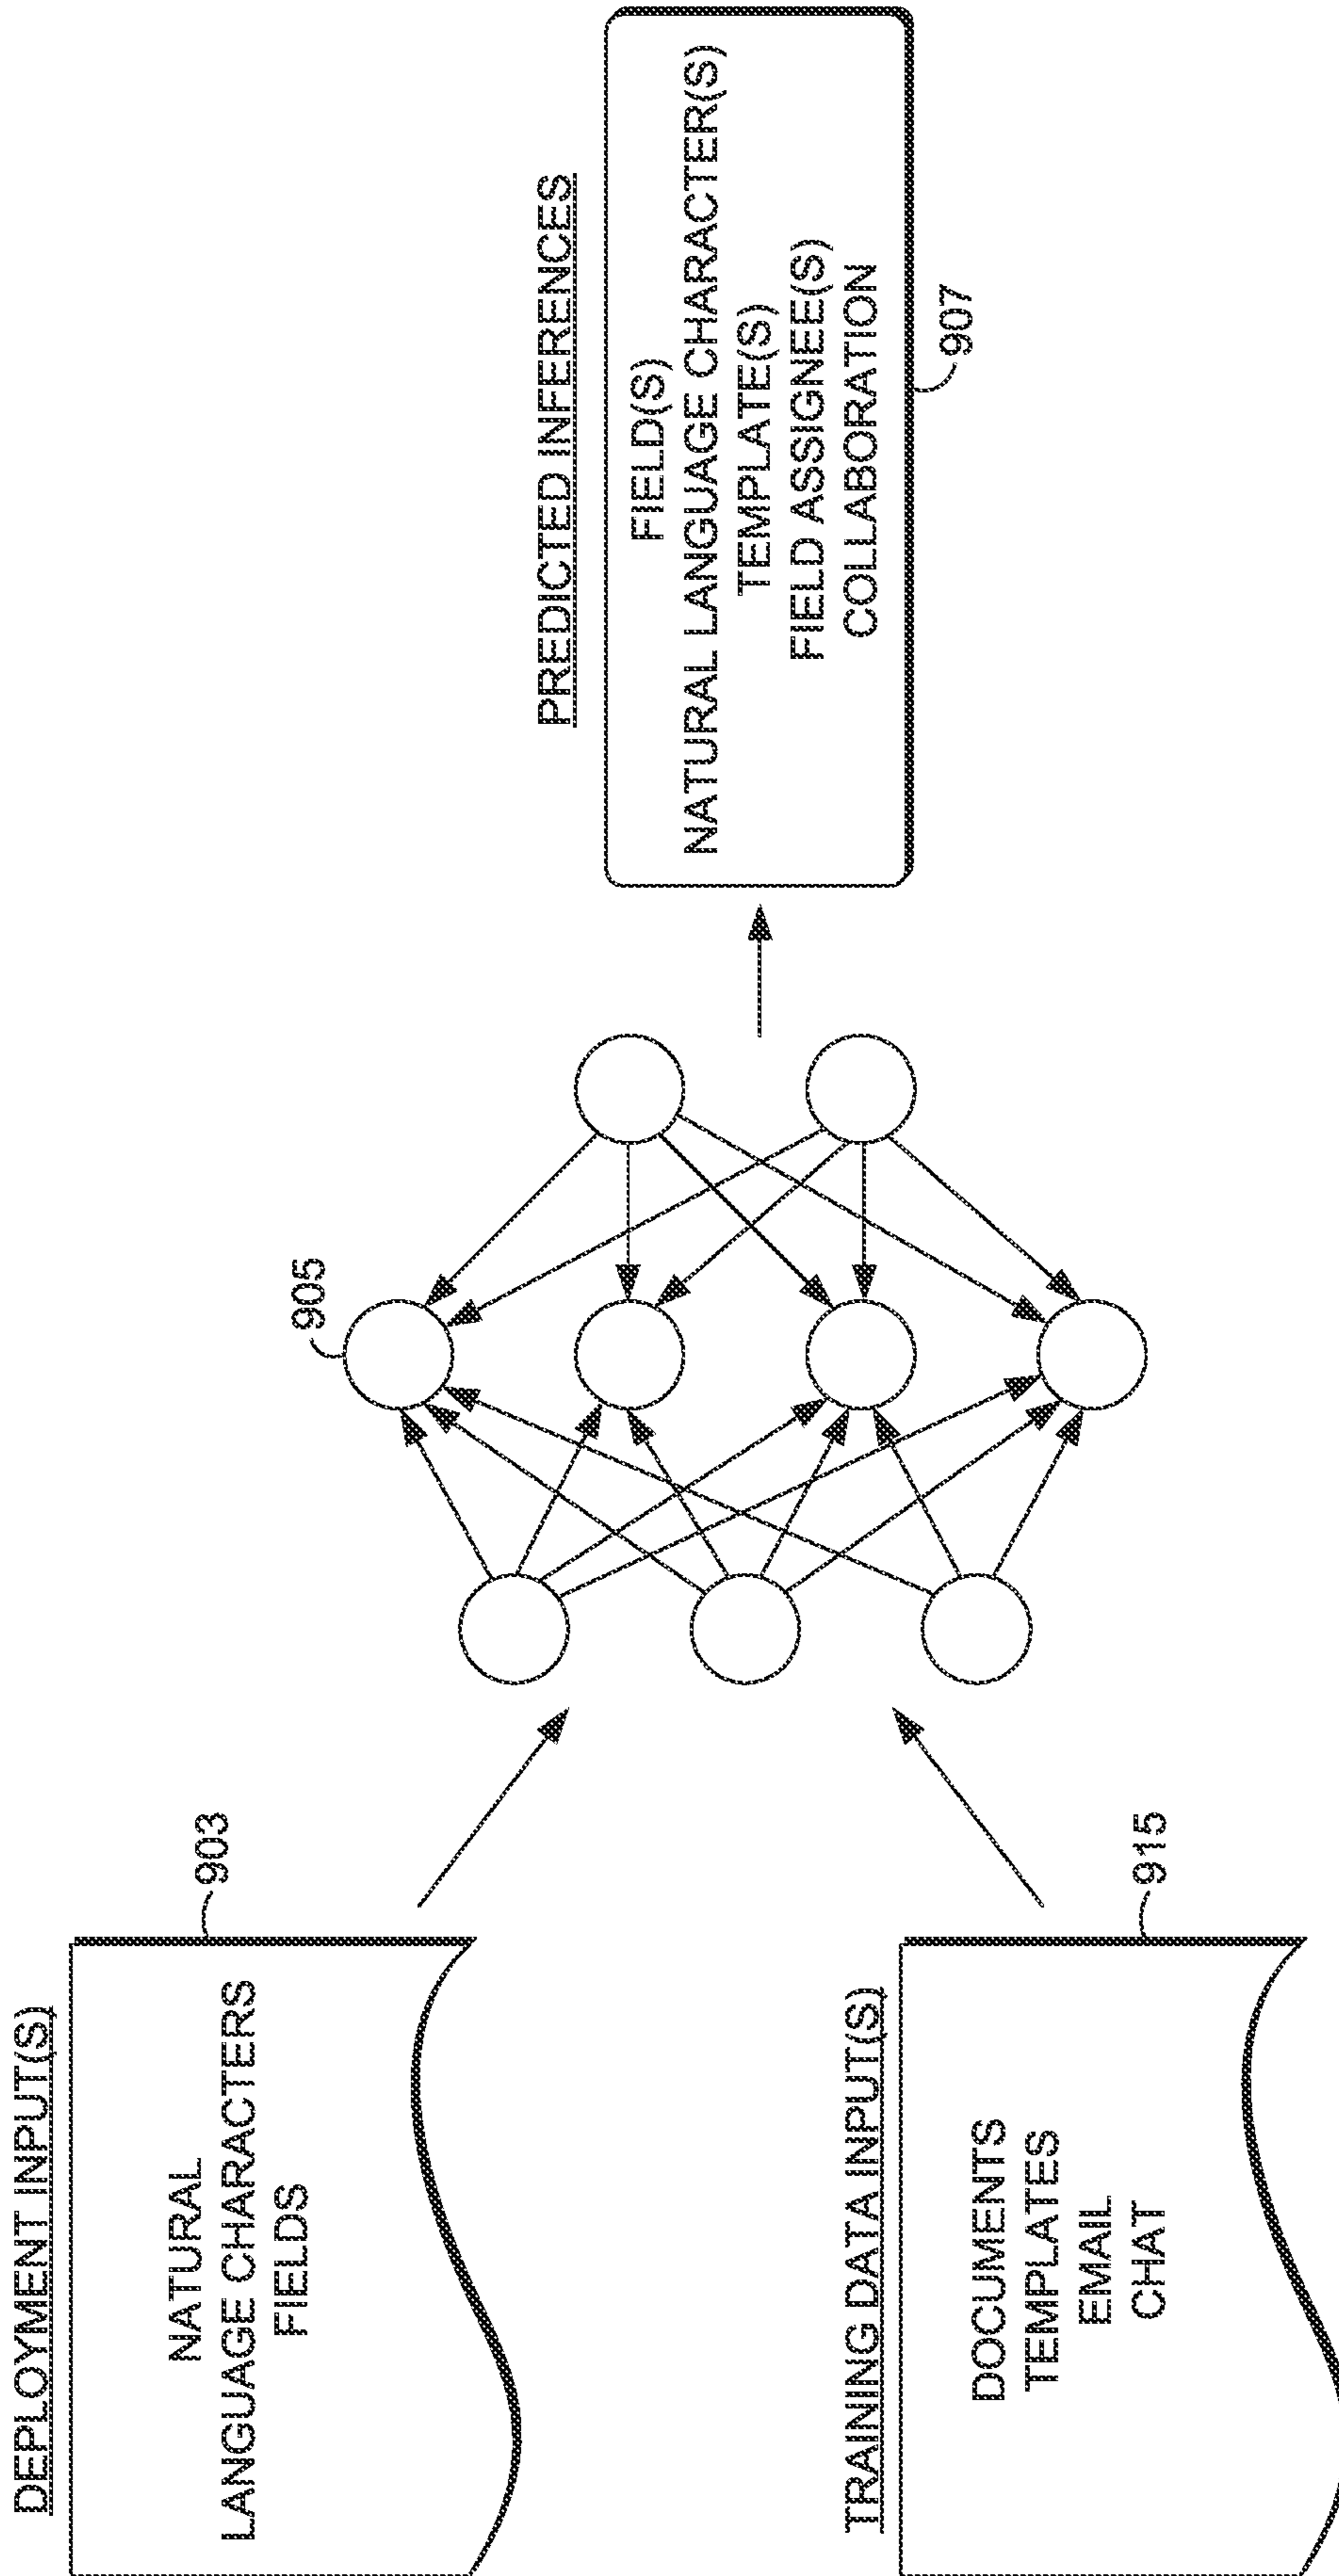 DEPLOYMENT INPUT(S)
903
NATURAL
LANGUAGE CHARACTERS
FIELDS
TRAINING DATA INPUT(S)
915
DOCUMENTS
TEMPLATES
EMAIL
CHAT
905
PREDICTED INFERENCES
FIELD(S)
NATURAL LANGUAGE CHARACTER(S)
TEMPLATE(S)
FIELD ASSIGNEE(S)
COLLABORATION
907